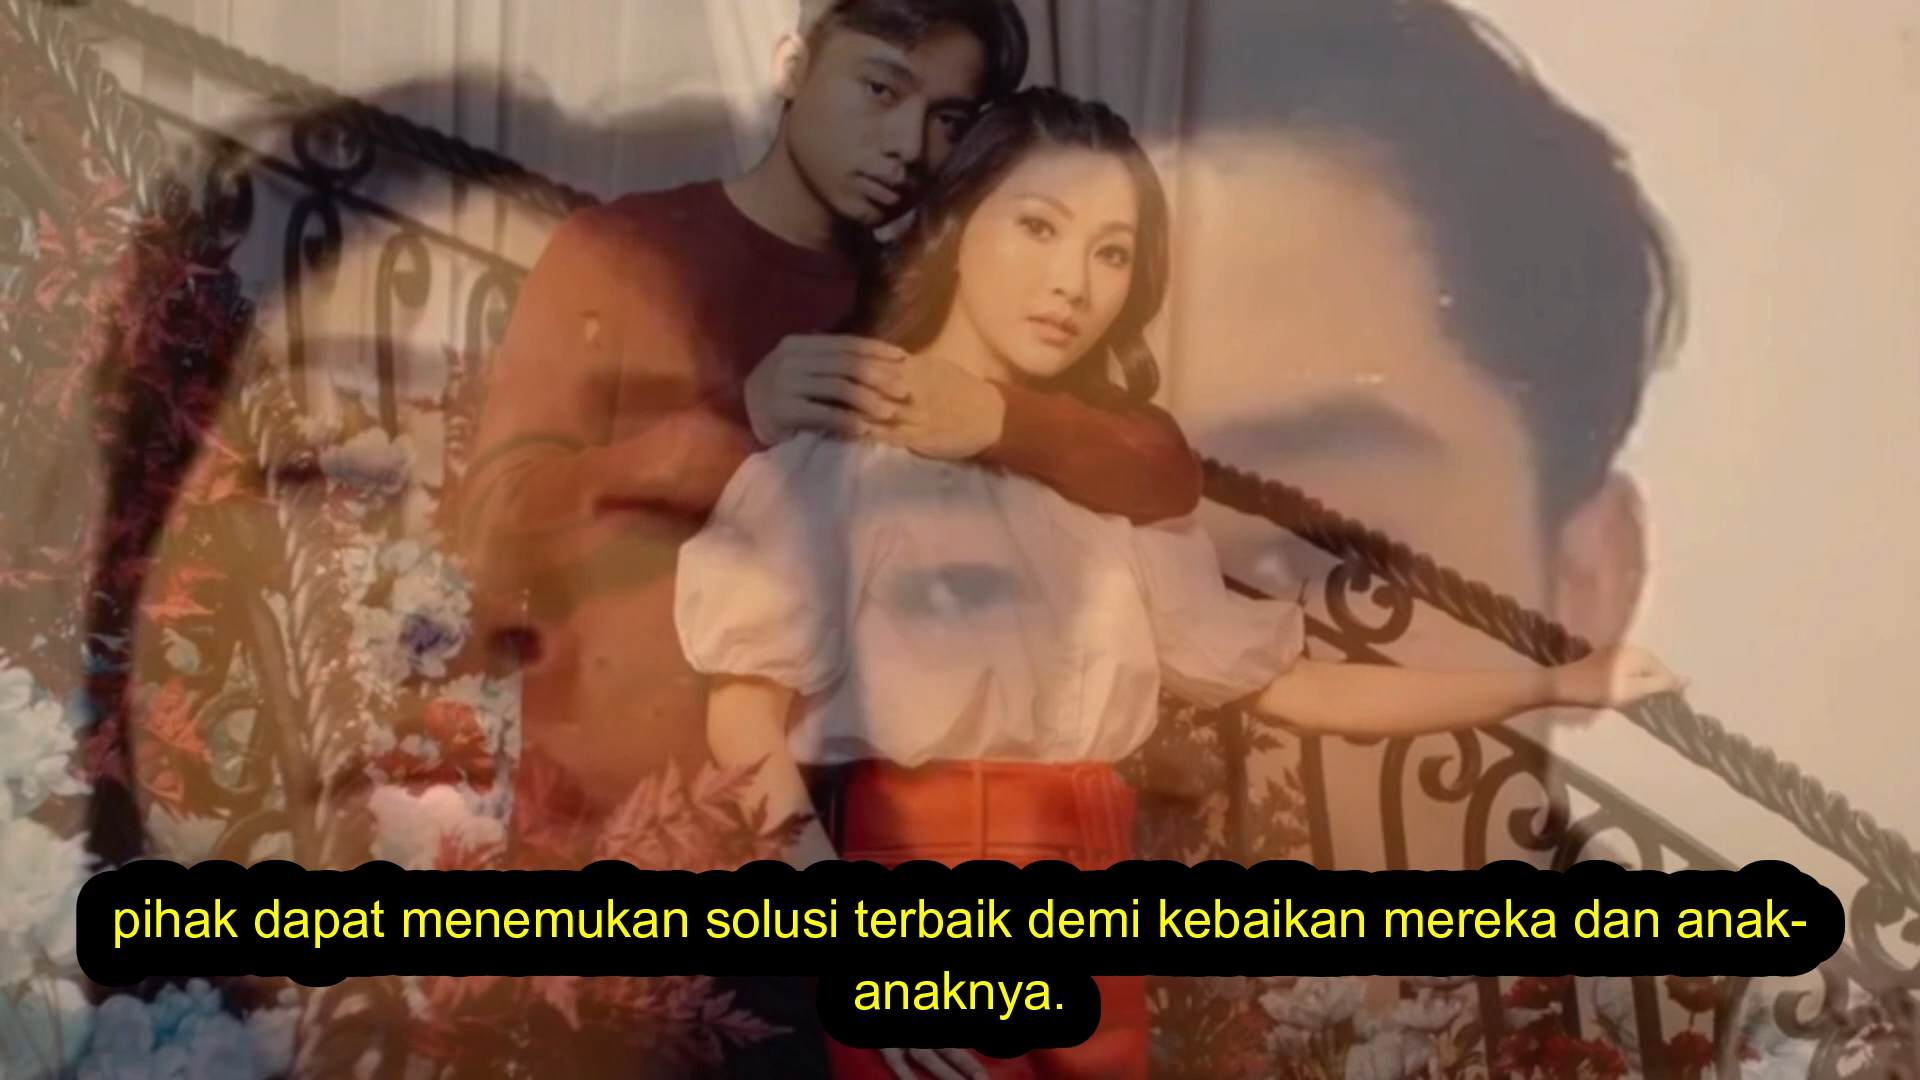 pihak dapat menemukan solusi terbaik demi kebaikan mereka dan anak-
anaknya.